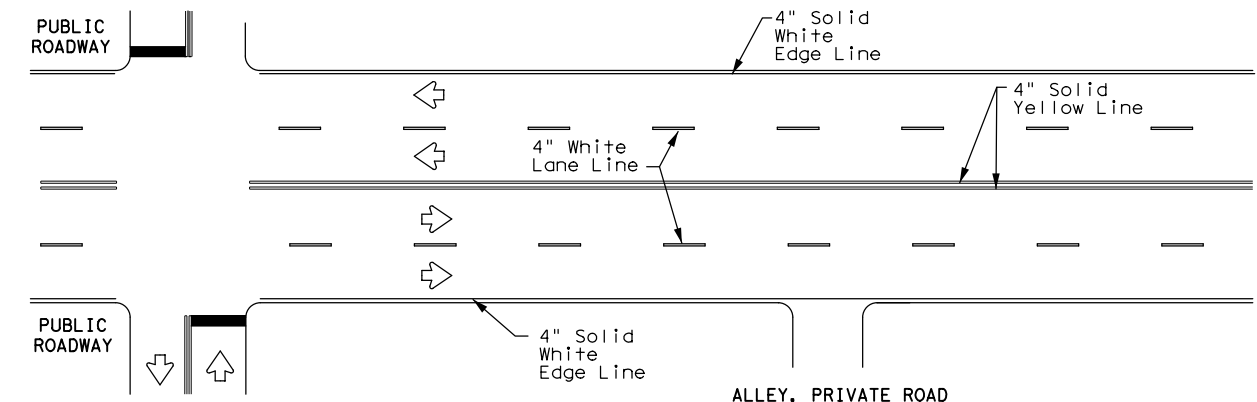 PUBLIC
ROADWAY
4" Solid
White
Edge Line
4" Solid
Yellow Line
4" White
Lane Line
PUBLIC
ROADWAY
4" Solid
White
Edge Line
ALLEY, PRIVATE ROAD